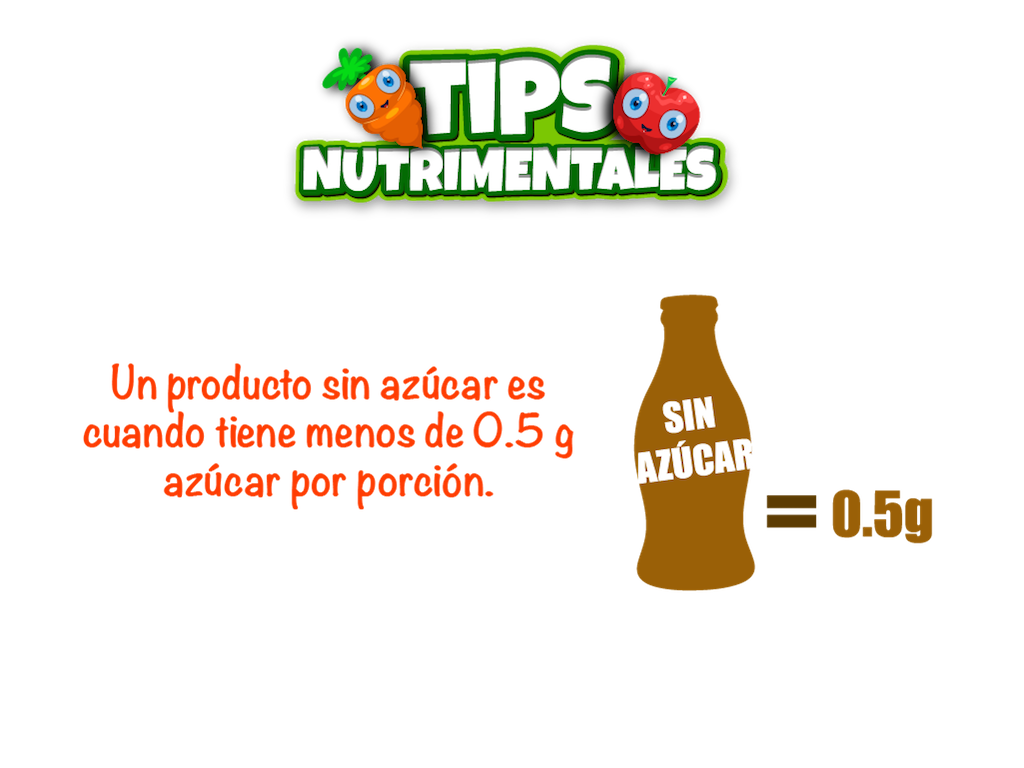 TIPS
NUTRIMENTALES
Un producto sin azúcar es
cuando tiene menos de 0.5 g
azúcar por porción.
SIN
AZÚCAR
= 0.5g